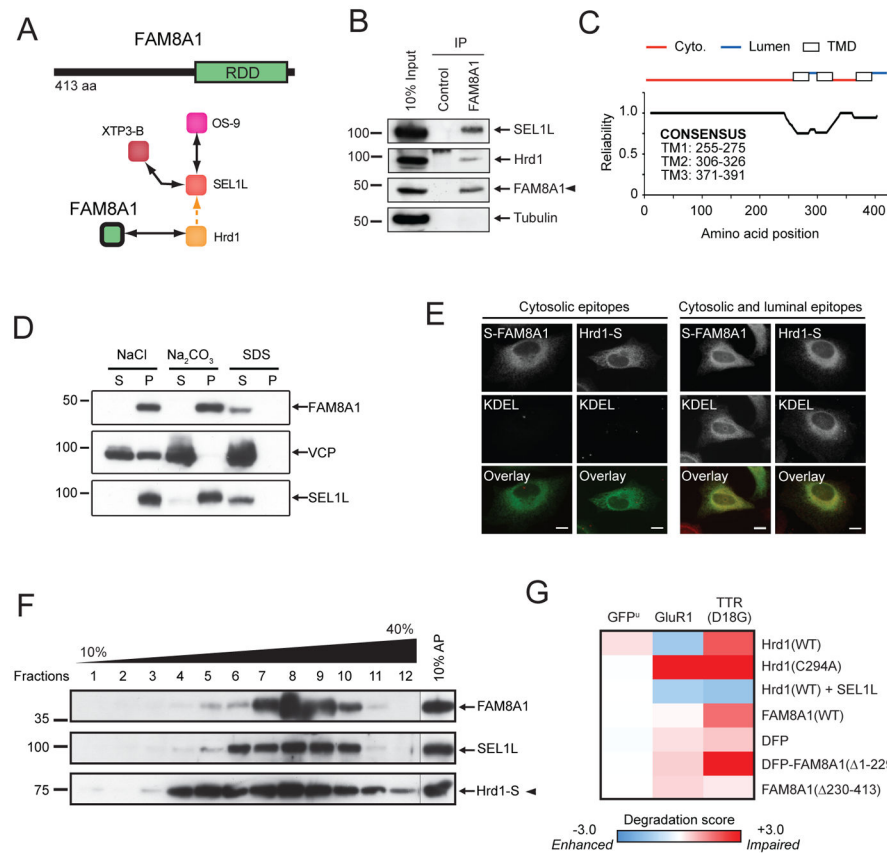 A
FAM8A1
RDD
413 aa
OS-9
XTP3-B
SEL1L
FAM8A1
Hrd1
B
IP
10% Input
Control
FAM8A1
100
SEL1L
100
Hrd1
50
FAM8A1
50
Tubulin
C
Cyto.
Lumen
TMD
Reliability
1.0
0.5
0
CONSENSUS
TM1: 255-275
TM2: 306-326
TM3: 371-391
0 100 200 300 400
Amino acid position
D
NaCl Na2CO3 SDS
S P S P S P
50
FAM8A1
100
VCP
100
SEL1L
E
Cytosolic epitopes
Cytosolic and luminal epitopes
S-FAM8A1 Hrd1-S S-FAM8A1 Hrd1-S
KDEL KDEL KDEL KDEL
Overlay Overlay Overlay Overlay
F
10%
40%
10% AP
Fractions 1 2 3 4 5 6 7 8 9 10 11 12
35
FAM8A1
100
SEL1L
75
Hrd1-S
G
GFPᵘ GluR1 TTR
(D18G)
Hrd1(WT)
Hrd1(C294A)
Hrd1(WT) + SEL1L
FAM8A1(WT)
DFP
DFP-FAM8A1(Δ1-229
FAM8A1(Δ230-413)
Degradation score
-3.0 +3.0
Enhanced Impaired